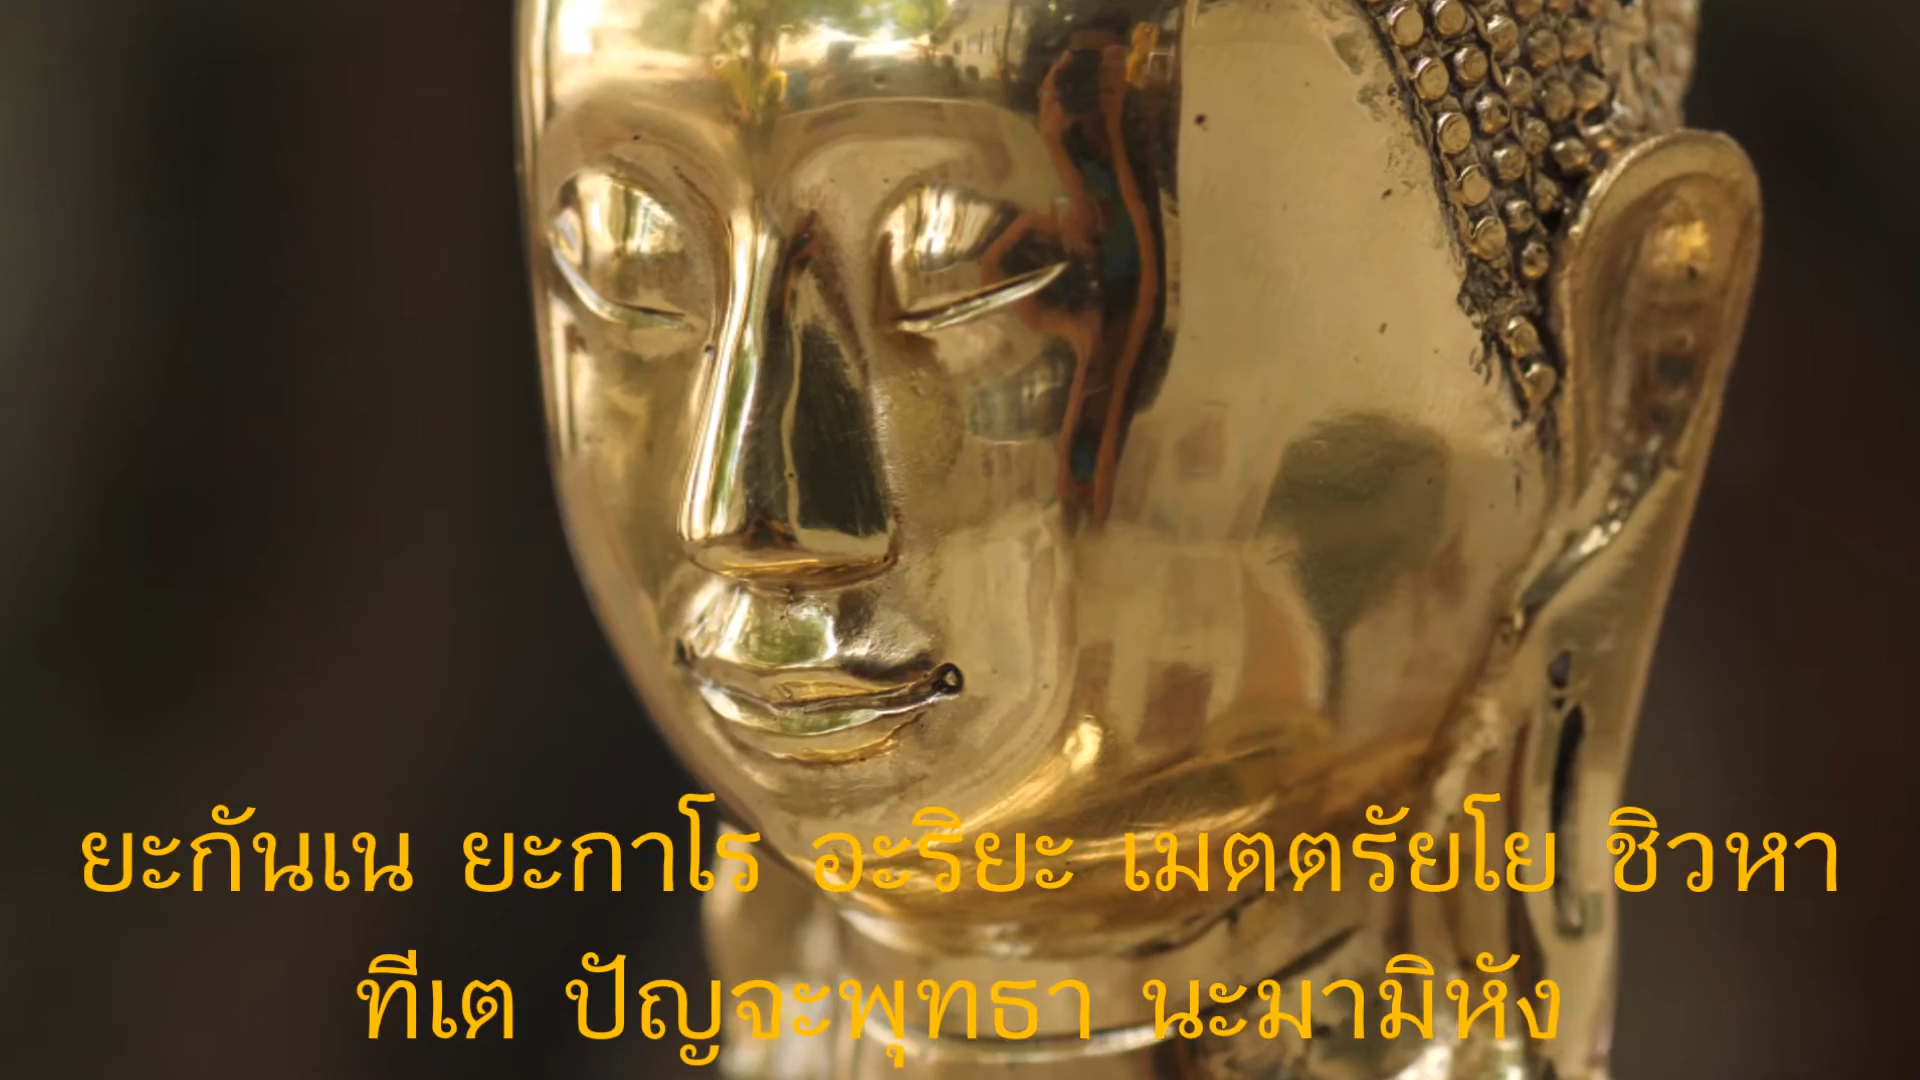 ยะกันเน ยะกาโร อะริยะ เมตตรัยโย ชิวหา
ทีเต ปัญจะพุทธา นะมามิหัง